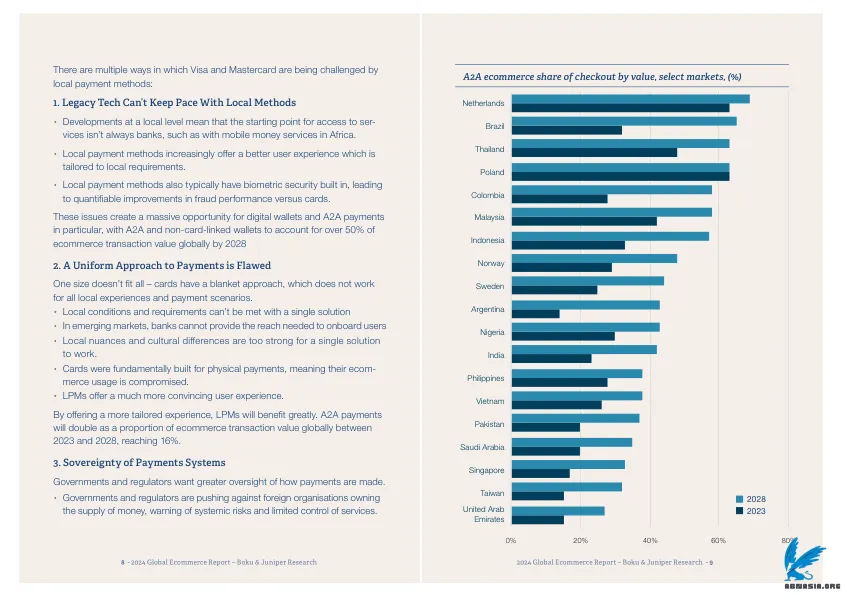 There are multiple ways in which Visa and Mastercard are being challenged by
local payment methods:
1. Legacy Tech Can't Keep Pace With Local Methods
• Developments at a local level mean that the starting point for access to ser-
vices isn't always banks, such as with mobile money services in Africa.
• Local payment methods increasingly offer a better user experience which is
tailored to local requirements.
• Local payment methods also typically have biometric security built in, leading
to quantifiable improvements in fraud performance versus cards.
These issues create a massive opportunity for digital wallets and A2A payments
in particular, with A2A and non-card-linked wallets to account for over 50% of
ecommerce transaction value globally by 2028
2. A Uniform Approach to Payments is Flawed
One size doesn't fit all – cards have a blanket approach, which does not work
for all local experiences and payment scenarios.
• Local conditions and requirements can't be met with a single solution
• In emerging markets, banks cannot provide the reach needed to onboard users
• Local nuances and cultural differences are too strong for a single solution
to work.
• Cards were fundamentally built for physical payments, meaning their ecom-
merce usage is compromised.
• LPMs offer a much more convincing user experience.
By offering a more tailored experience, LPMs will benefit greatly. A2A payments
will double as a proportion of ecommerce transaction value globally between
2023 and 2028, reaching 16%.
3. Sovereignty of Payments Systems
Governments and regulators want greater oversight of how payments are made.
• Governments and regulators are pushing against foreign organisations owning
the supply of money, warning of systemic risks and limited control of services.
8 - 2024 Global Ecommerce Report – Boku & Juniper Research
A2A ecommerce share of checkout by value, select markets, (%)
Netherlands
Brazil
Thailand
Poland
Colombia
Malaysia
Indonesia
Norway
Sweden
Argentina
Nigeria
India
Philippines
Vietnam
Pakistan
Saudi Arabia
Singapore
Taiwan
United Arab
Emirates
2028
2023
0% 20% 40% 60% 80%
2024 Global Ecommerce Report – Boku & Juniper Research - 9
ABMASIA.ORG